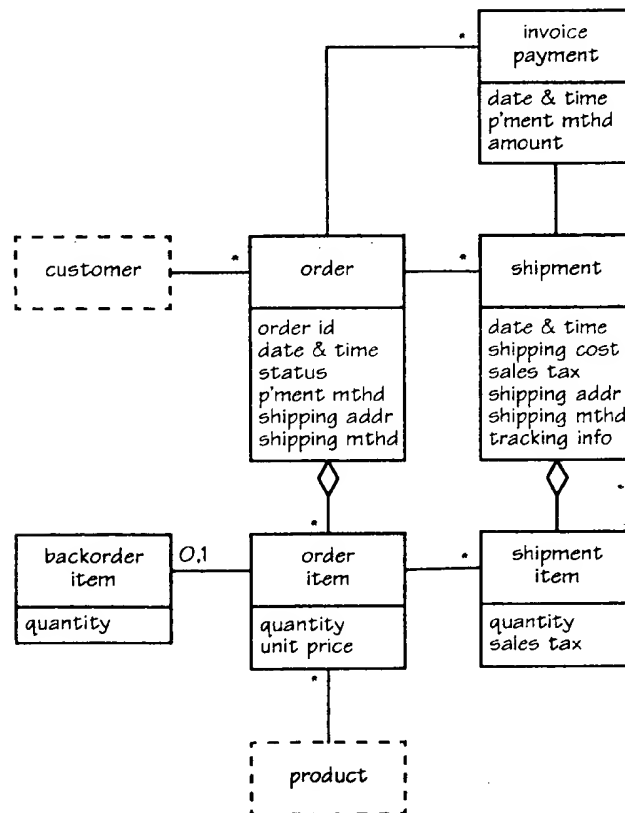 *
invoice
payment
date & time
p'ment mthd
amount
customer
*
order
*
shipment
order id
date & time
status
p'ment mthd
shipping addr
shipping mthd
date & time
shipping cost
sales tax
shipping addr
shipping mthd
tracking info
*
*
backorder
item
0,1
order
item
*
shipment
item
quantity
quantity
unit price
quantity
sales tax
*
product